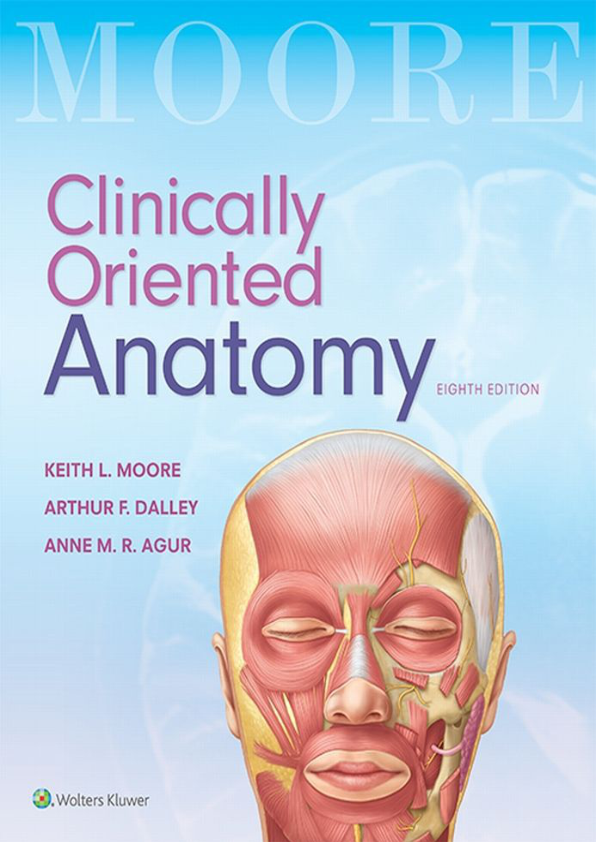 MOORE
Clinically
Oriented
Anatomy
EIGHTH EDITION
KEITH L. MOORE
ARTHUR F. DALLEY
ANNE M. R. AGUR
Wolters Kluwer